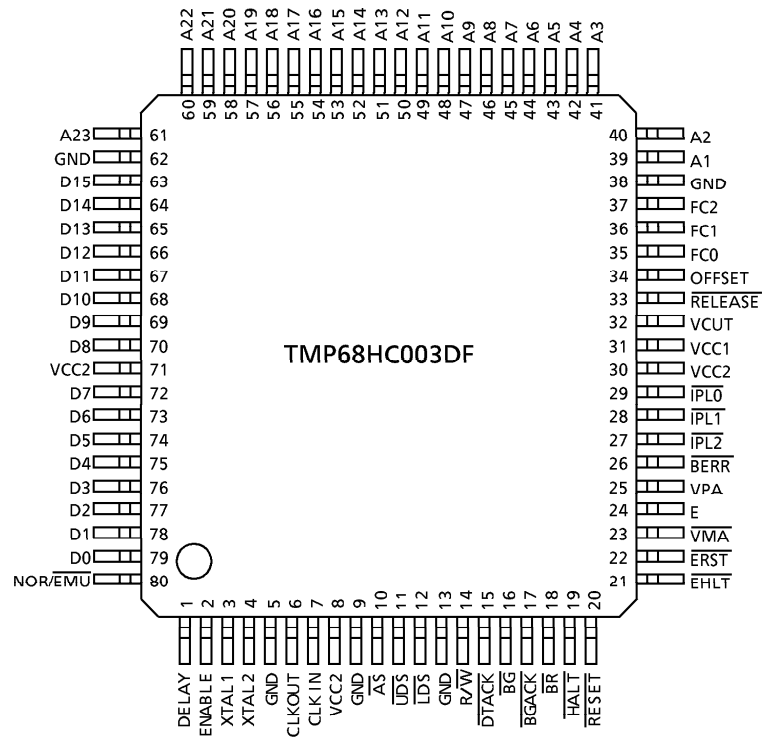 A22 A21 A20 A19 A18 A17 A16 A15 A14 A13 A12 A11 A10 A9 A8 A7 A6 A5 A4 A3
60 59 58 57 56 55 54 53 52 51 50 49 48 47 46 45 44 43 42 41
A23 61 40 A2
GND 62 39 A1
D15 63 38 GND
D14 64 37 FC2
D13 65 36 FC1
D12 66 35 FC0
D11 67 34 OFFSET
D10 68 33 RELEASE
D9 69 32 VCUT
D8 70 31 VCC1
TMP68HC003DF
VCC2 71 30 VCC2
D7 72 29 IPL0
D6 73 28 IPL1
D5 74 27 IPL2
D4 75 26 BERR
D3 76 25 VPA
D2 77 24 E
D1 78 23 VMA
D0 79 22 ERST
NOR/EMU 80 21 EHLT
1 2 3 4 5 6 7 8 9 10 11 12 13 14 15 16 17 18 19 20
DELAY ENABLE XTAL1 XTAL2 GND CLKOUT CLKIN VCC2 GND AS UDS LDS GND R/W DTACK BG BGACK BR HALT RESET